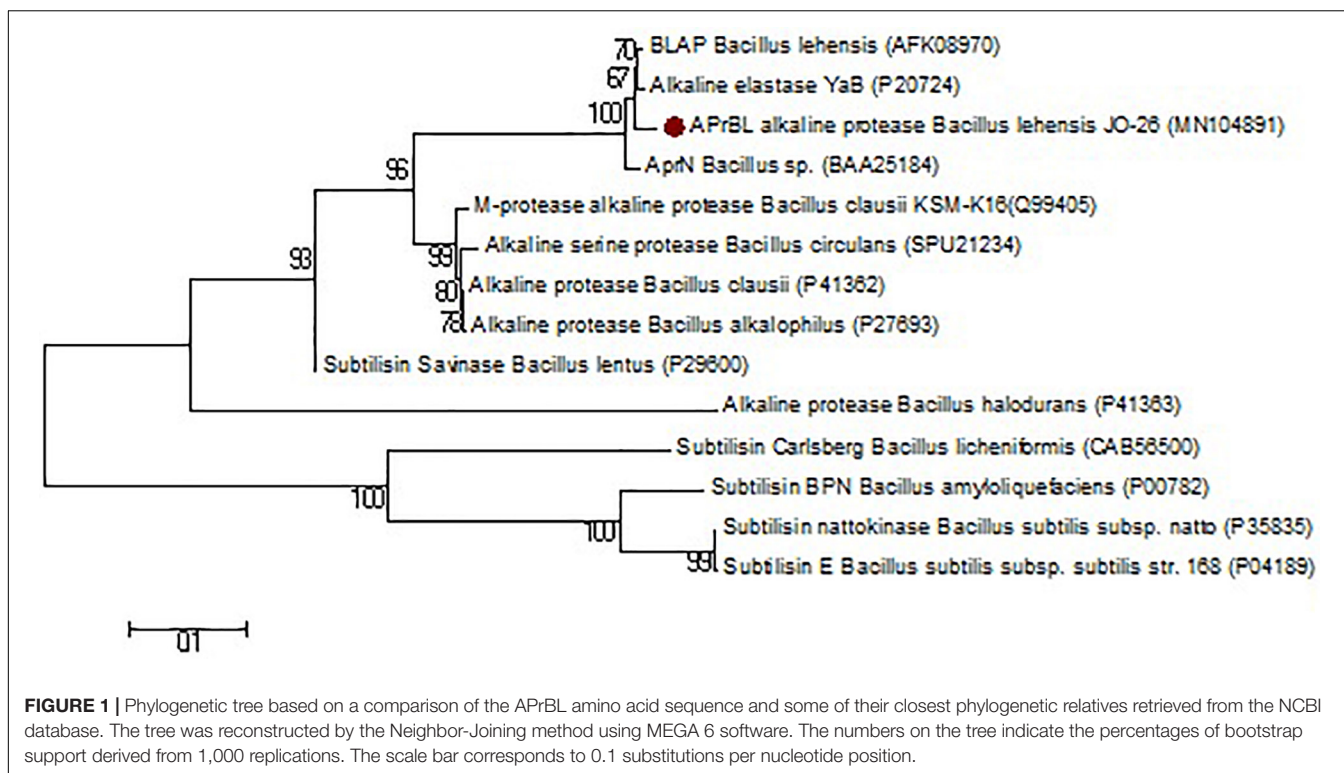 70
BLAP Bacillus lehensis (AFK08970)
67
Alkaline elastase YaB (P20724)
100
APrBL alkaline protease Bacillus lehensis JO-26 (MN104891)
AprN Bacillus sp. (BAA25184)
96
M-protease alkaline protease Bacillus clausii KSM-K16(Q99405)
93
99
Alkaline serine protease Bacillus circulans (SPU21234)
80
Alkaline protease Bacillus clausii (P41362)
78
Alkaline protease Bacillus alkalophilus (P27693)
Subtilisin Savinase Bacillus lentus (P29600)
Alkaline protease Bacillus halodurans (P41363)
Subtilisin Carlsberg Bacillus licheniformis (CAB56500)
100
Subtilisin BPN Bacillus amyloliquefaciens (P00782)
100
Subtilisin nattokinase Bacillus subtilis subsp. natto (P35835)
99
Subtilisin E Bacillus subtilis subsp. subtilis str. 168 (P04189)
0.1
FIGURE 1 | Phylogenetic tree based on a comparison of the APrBL amino acid sequence and some of their closest phylogenetic relatives retrieved from the NCBI
database. The tree was reconstructed by the Neighbor-Joining method using MEGA 6 software. The numbers on the tree indicate the percentages of bootstrap
support derived from 1,000 replications. The scale bar corresponds to 0.1 substitutions per nucleotide position.